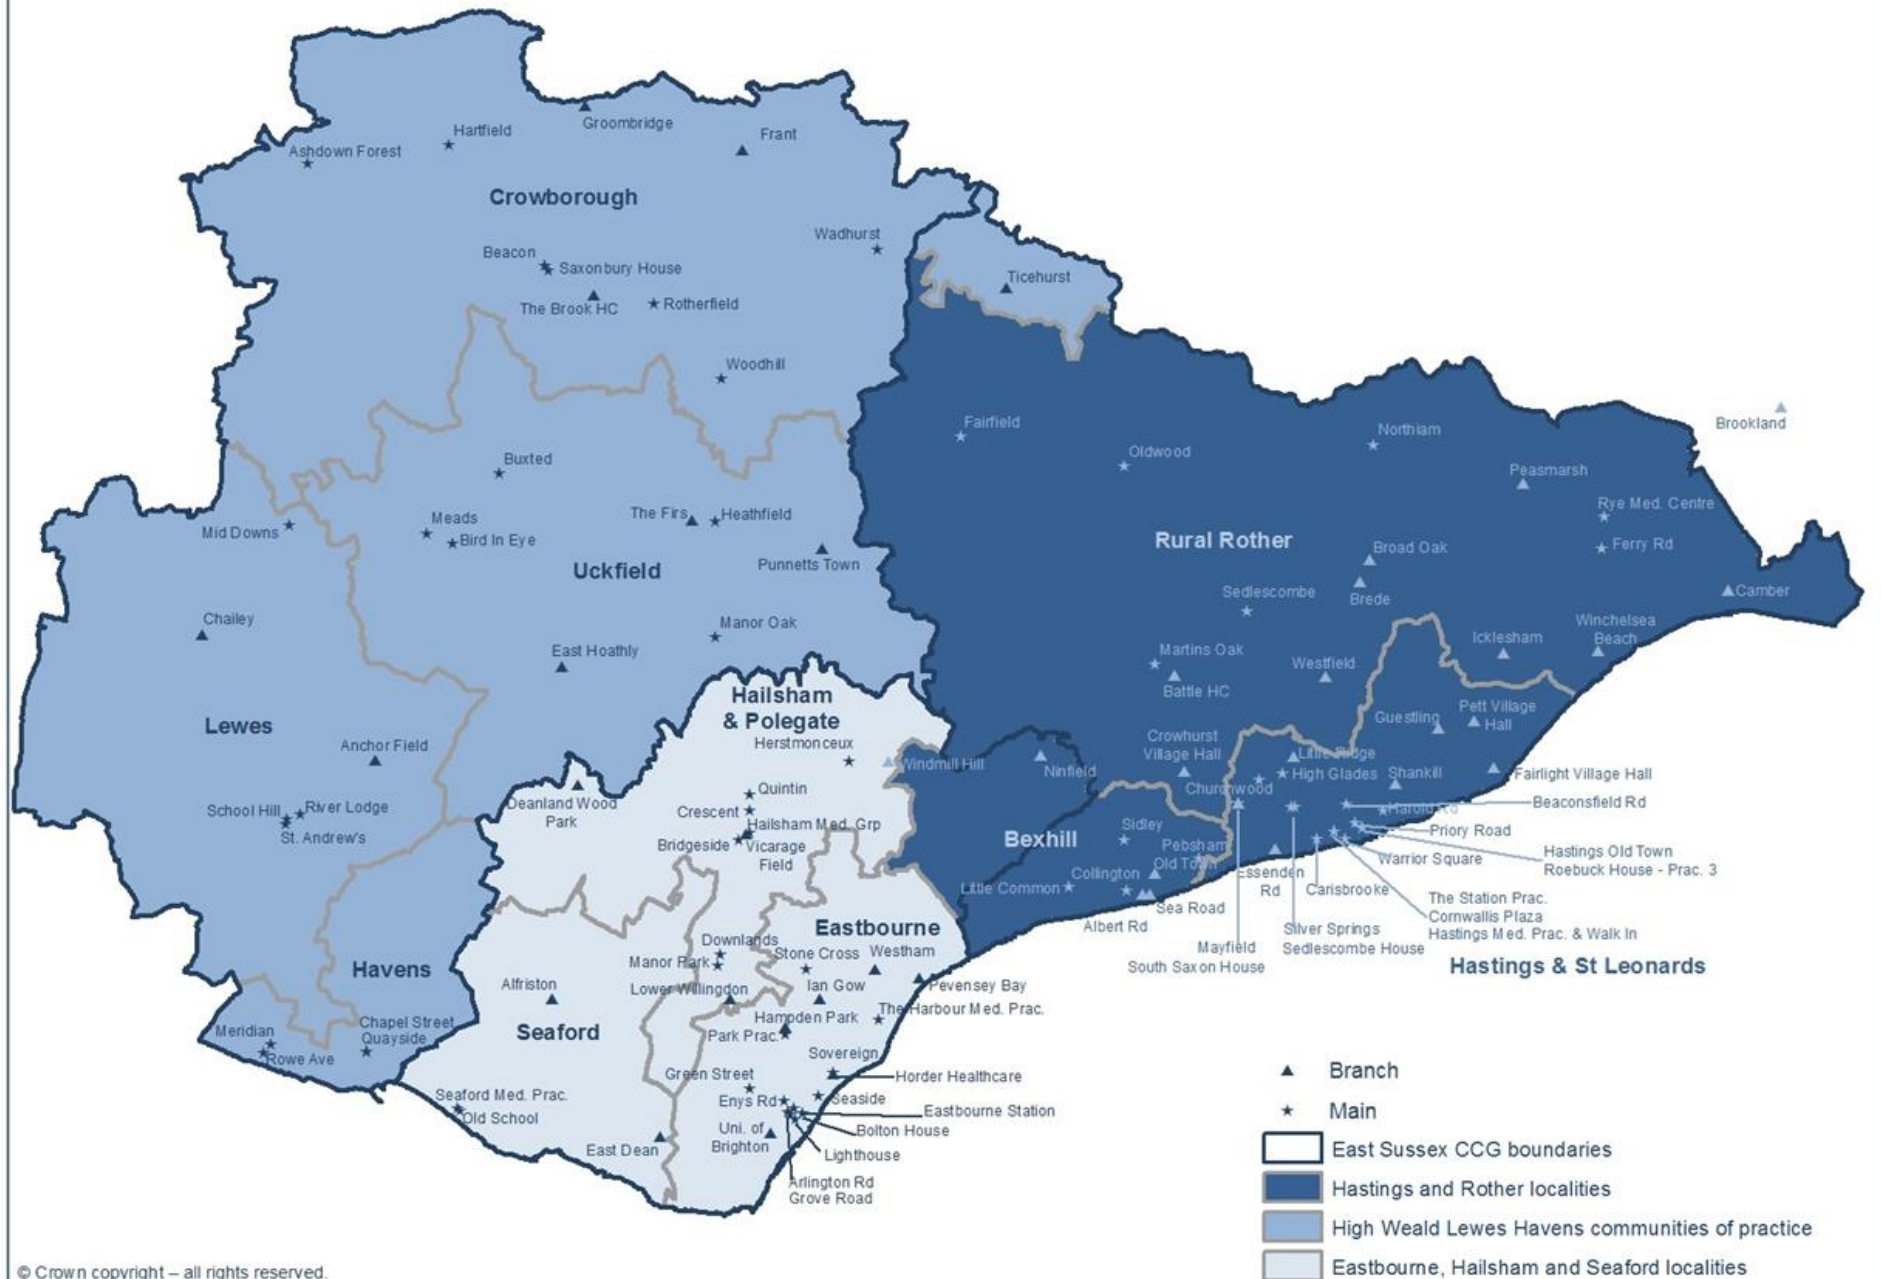 Hartfield
Groombridge
Frant
Ashdown Forest
Crowborough
Wadhurst
Beacon
Saxonbury House
Ticehurst
The Brook HC
Rotherfield
Woodhill
Fairfield
Northiam
Brookland
Oldwood
Buxted
Peasmarsh
Rye Med. Centre
Mid Downs
Meads
Bird In Eye
The Firs
Heathfield
Rural Rother
Ferry Rd
Broad Oak
Punnetts Town
Uckfield
Sedlescombe
Brede
Camber
Chailey
Manor Oak
Winchelsea
Beach
Icklesham
East Hoathly
Martins Oak
Westfield
Battle HC
Hailsham
& Polegate
Lewes
Guestling
Pett Village
Hall
Anchor Field
Herstmonceux
Crowhurst
Village Hall
Windmill Hill
Ninfield
Little Ridge
High Glades
Shankill
Fairlight Village Hall
Quintin
Churchwood
Deanland Wood
Park
School Hill
River Lodge
St. Andrew's
Crescent
Hailsham Med. Grp
Bridgeside
Vicarage
Field
Harold Rd
Beaconsfield Rd
Bexhill
Sidley
Pebsham
Old Town
Priory Road
Warrior Square
Hastings Old Town
Roebuck House - Prac. 3
Little Common
Collington
Essenden
Rd
Carisbrooke
Sea Road
Albert Rd
The Station Prac.
Cornwallis Plaza
Hastings Med. Prac. & Walk In
Mayfield
South Saxon House
Silver Springs
Sedlescombe House
Hastings & St Leonards
Eastbourne
Downlands
Stone Cross
Westham
Manor Park
Havens
Alfriston
Lower Willingdon
Ian Gow
Pevensey Bay
Seaford
Hampden Park
The Harbour Med. Prac.
Park Prac.
Meridian
Rowe Ave
Chapel Street
Quayside
Sovereign
Green Street
Horder Healthcare
Seaford Med. Prac.
Old School
Enys Rd
Seaside
Eastbourne Station
Uni. of
Brighton
Bolton House
East Dean
Lighthouse
Arlington Rd
Grove Road
Branch
Main
East Sussex CCG boundaries
Hastings and Rother localities
High Weald Lewes Havens communities of practice
Eastbourne, Hailsham and Seaford localities
© Crown copyright – all rights reserved.